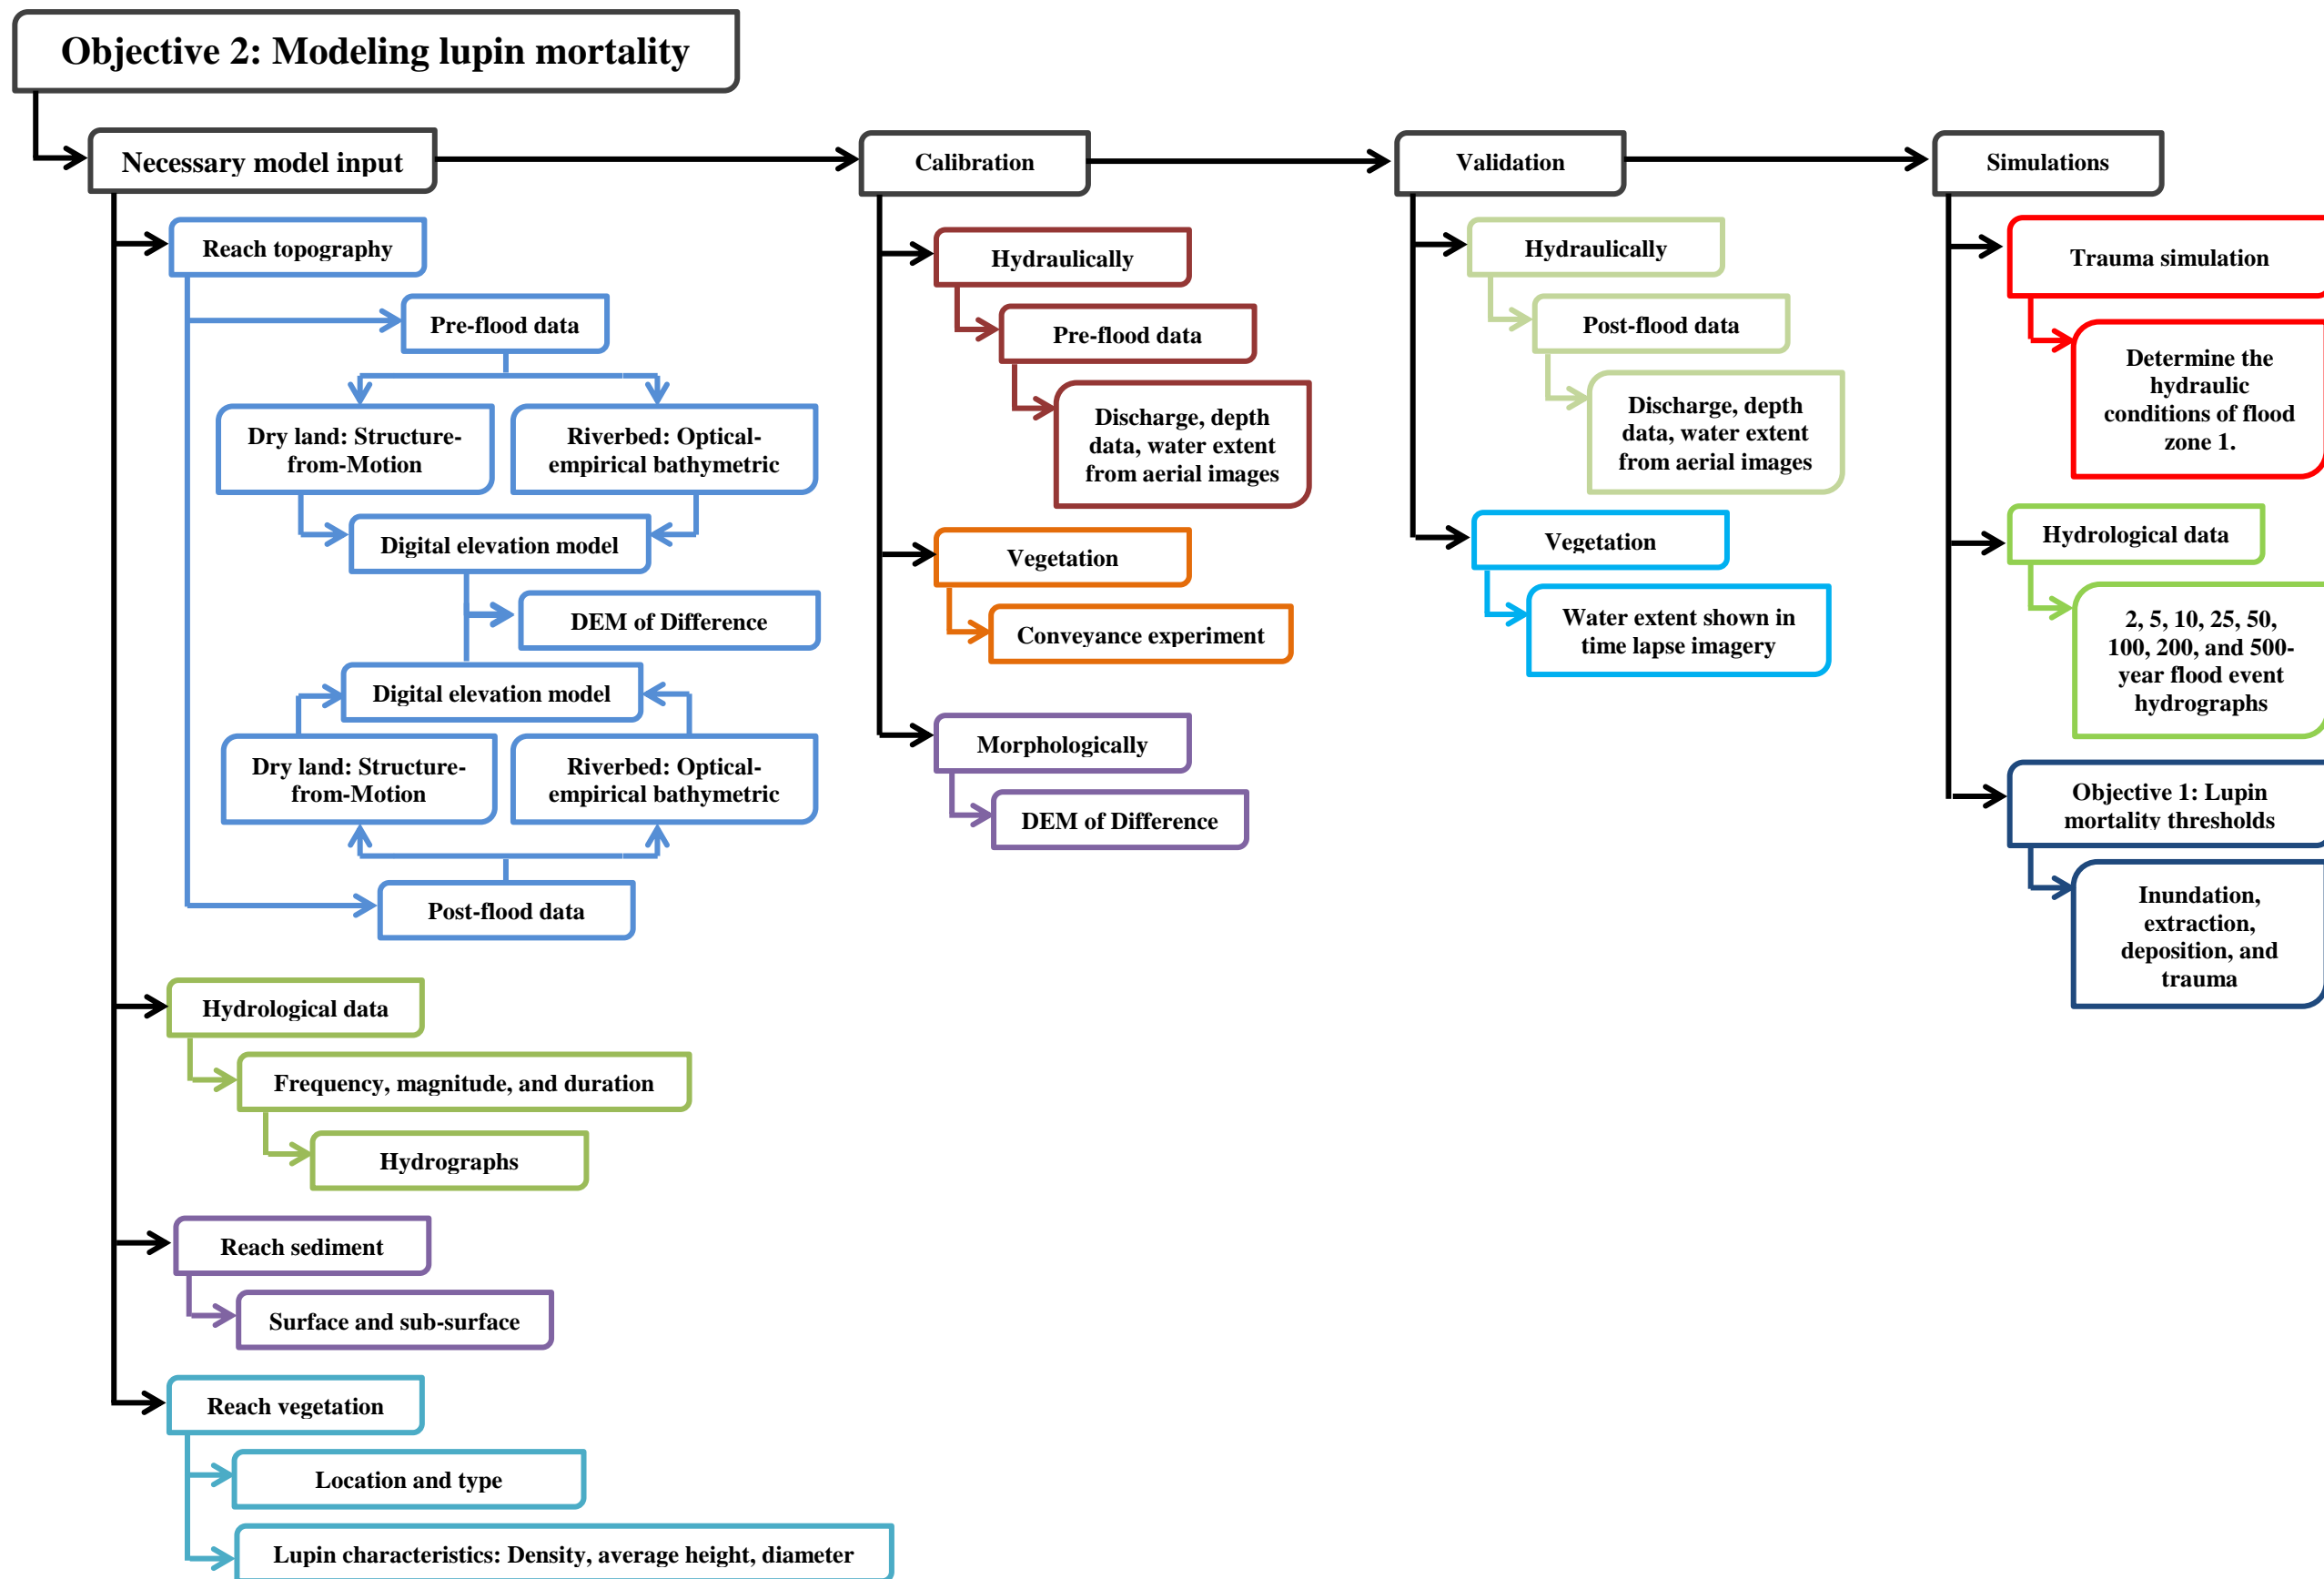 Objective 2: Modeling lupin mortality
Necessary model input
Reach topography
Pre-flood data
Dry land: Structure-
from-Motion
Riverbed: Optical-
empirical bathymetric
Digital elevation model
DEM of Difference
Digital elevation model
Dry land: Structure-
from-Motion
Riverbed: Optical-
empirical bathymetric
Post-flood data
Hydrological data
Frequency, magnitude, and duration
Hydrographs
Reach sediment
Surface and sub-surface
Reach vegetation
Location and type
Lupin characteristics: Density, average height, diameter
Calibration
Hydraulically
Pre-flood data
Discharge, depth
data, water extent
from aerial images
Vegetation
Conveyance experiment
Morphologically
DEM of Difference
Validation
Hydraulically
Post-flood data
Discharge, depth
data, water extent
from aerial images
Vegetation
Water extent shown in
time lapse imagery
Simulations
Trauma simulation
Determine the
hydraulic
conditions of flood
zone 1.
Hydrological data
2, 5, 10, 25, 50,
100, 200, and 500-
year flood event
hydrographs
Objective 1: Lupin
mortality thresholds
Inundation,
extraction,
deposition, and
trauma